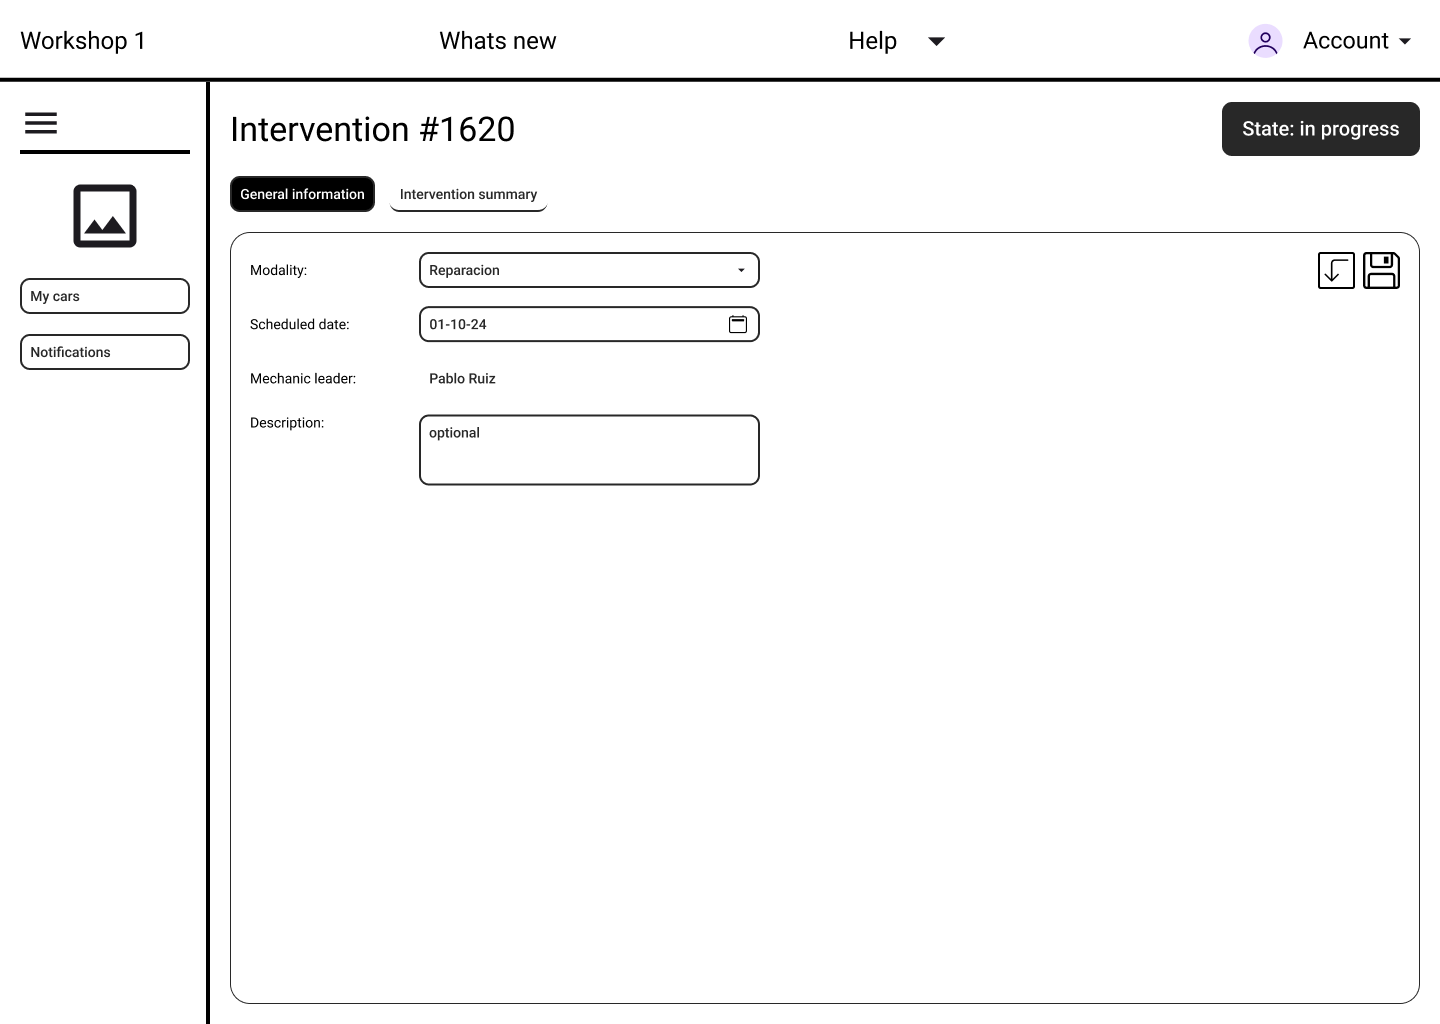 Workshop 1
Whats new
Help
Account
Intervention #1620
State: in progress
General information
Intervention summary
My cars
Notifications
Modality:
Reparacion
Scheduled date:
01-10-24
Mechanic leader:
Pablo Ruiz
Description:
optional